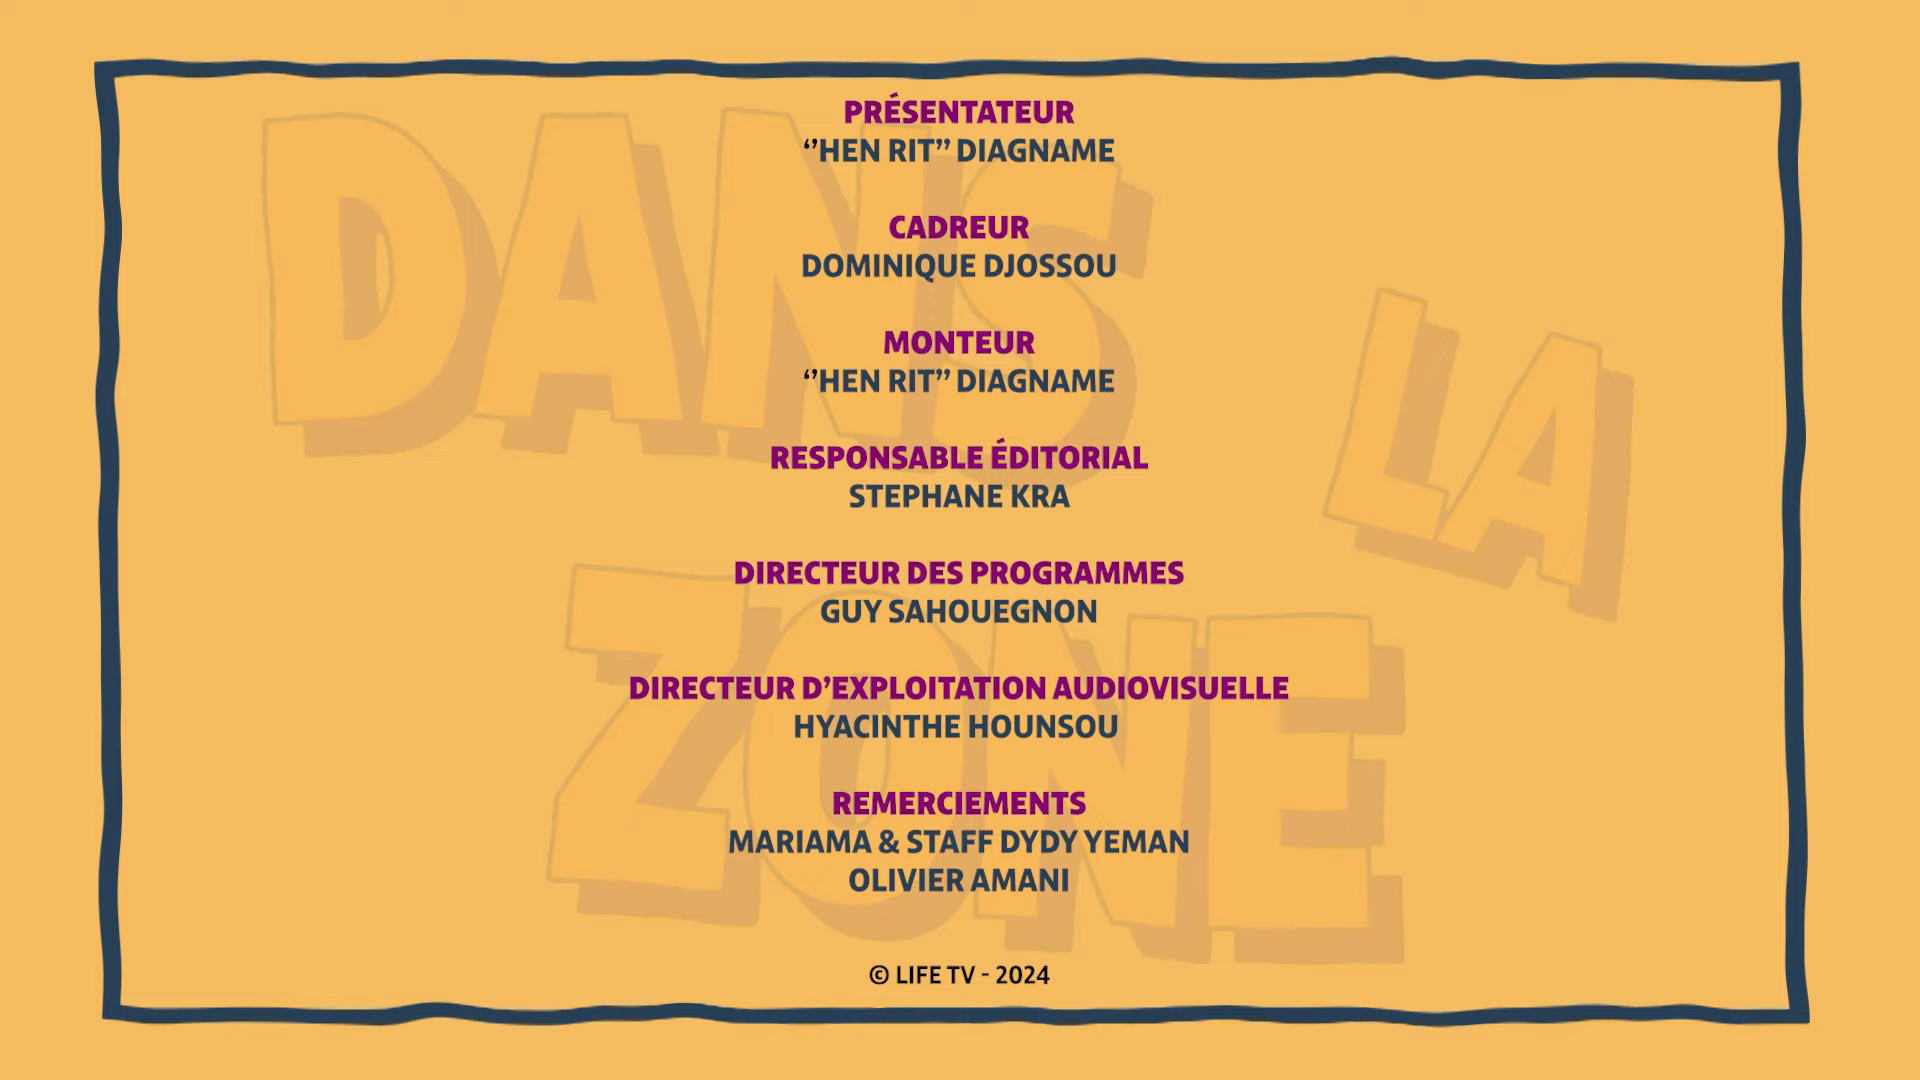 DANS
LA
ZONE
PRÉSENTATEUR
‘’HEN RIT’’ DIAGNAME
CADREUR
DOMINIQUE DJOSSOU
MONTEUR
‘’HEN RIT’’ DIAGNAME
RESPONSABLE ÉDITORIAL
STEPHANE KRA
DIRECTEUR DES PROGRAMMES
GUY SAHOUEGNON
DIRECTEUR D’EXPLOITATION AUDIOVISUELLE
HYACINTHE HOUNSOU
REMERCIEMENTS
MARIAMA & STAFF DYDY YEMAN
OLIVIER AMANI
© LIFE TV - 2024